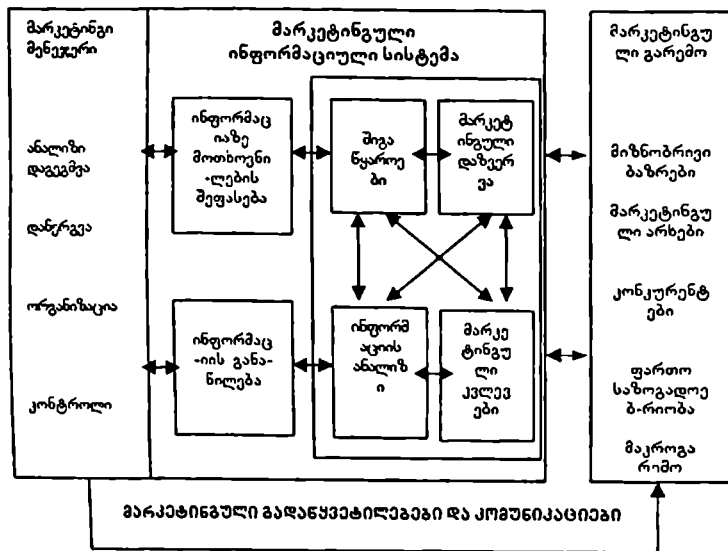 მარკეტინგი
მენეჯერი
ანალიზი
დაგეგმვა
დანერგვა
ორგანიზაცია
კონტროლი
მარკეტინგული
ინფორმაციული სისტემა
ინფორმაც
იაზე
მოთხოვნი
-ლების
შეფასება
შიგა
წყაროე
ბი
მარკეტ
ინგული
დაზვერ
ვა
ინფორმაც
-იის განა-
წილება
ინფორმ
აციის
ანალიზ
ი
მარკე
ტინგუ
ლი
კვლევ
ები
მარკეტინგუ
ლი გარემო
მიზნობრივი
ბაზრები
მარკეტინგუ
ლი არხები
კონკურენტ
ები
ფართო
საზოგადოე
ბ-რიობა
მაკროგა
რემო
მარკეტინგული გადაწყვეტილებები და კომუნიკაციები